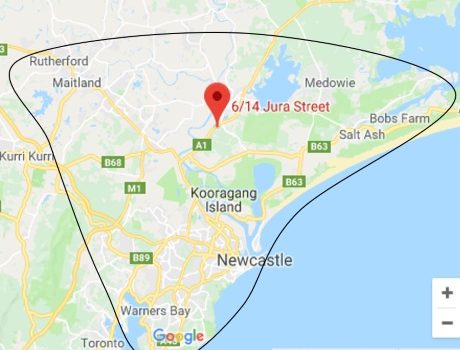 Rutherford
Maitland
Medowie
6/14 Jura Street
Bobs Farm
Salt Ash
A1
B63
Kurri Kurri
B68
B63
M1
Kooragang
Island
B89
Newcastle
Warners Bay
Google
Toronto
+
−